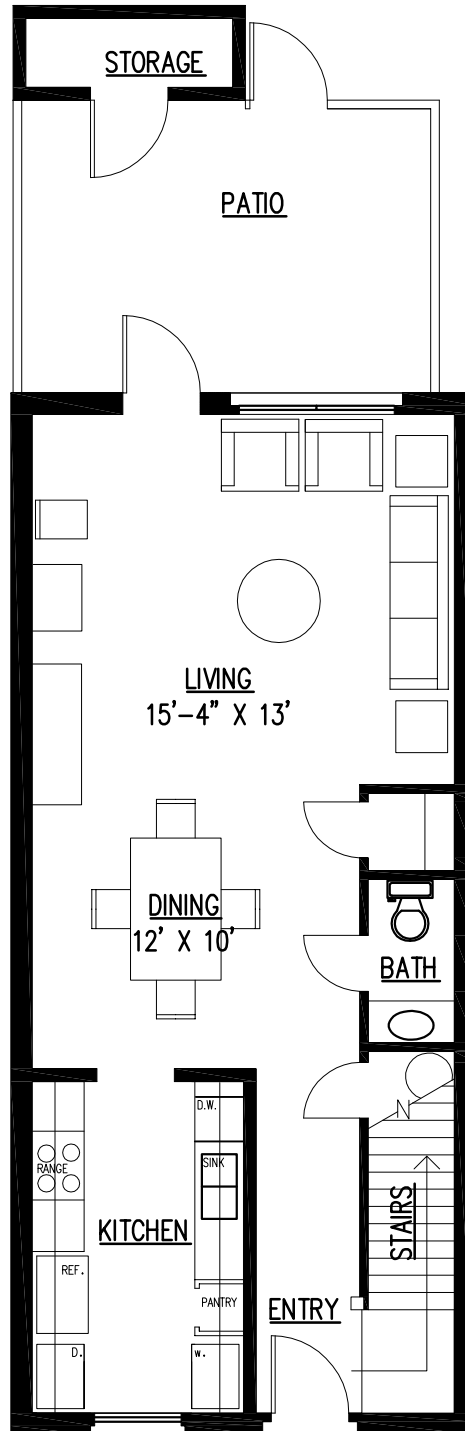 STORAGE
PATIO
LIVING
15'-4" X 13'
DINING
12' X 10'
BATH
D.W.
N
RANGE
SINK
KITCHEN
STAIRS
REF.
PANTRY
ENTRY
D.
W.